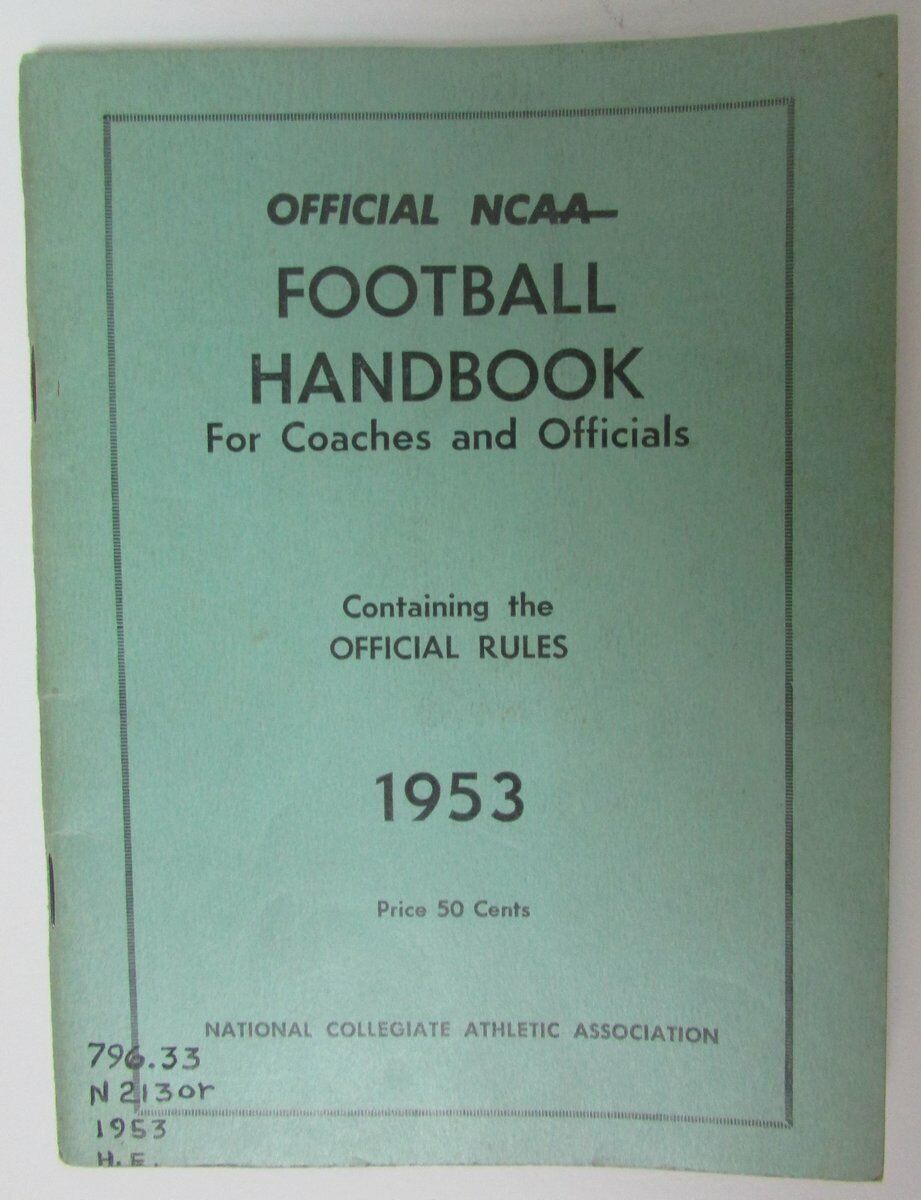 OFFICIAL NCAA
FOOTBALL
HANDBOOK
For Coaches and Officials
Containing the
OFFICIAL RULES
1953
Price 50 Cents
NATIONAL COLLEGIATE ATHLETIC ASSOCIATION
796.33
N213or
1953
H.E.